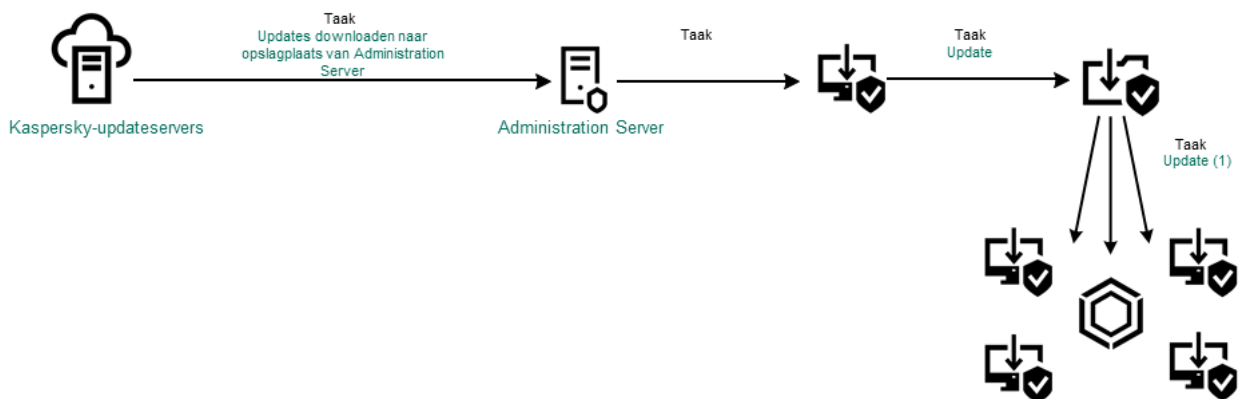 Taak
Updates downloaden naar
opslagplaats van Administration
Server
Taak
Taak
Update
Kaspersky-updateservers
Administration Server
Taak
Update (1)